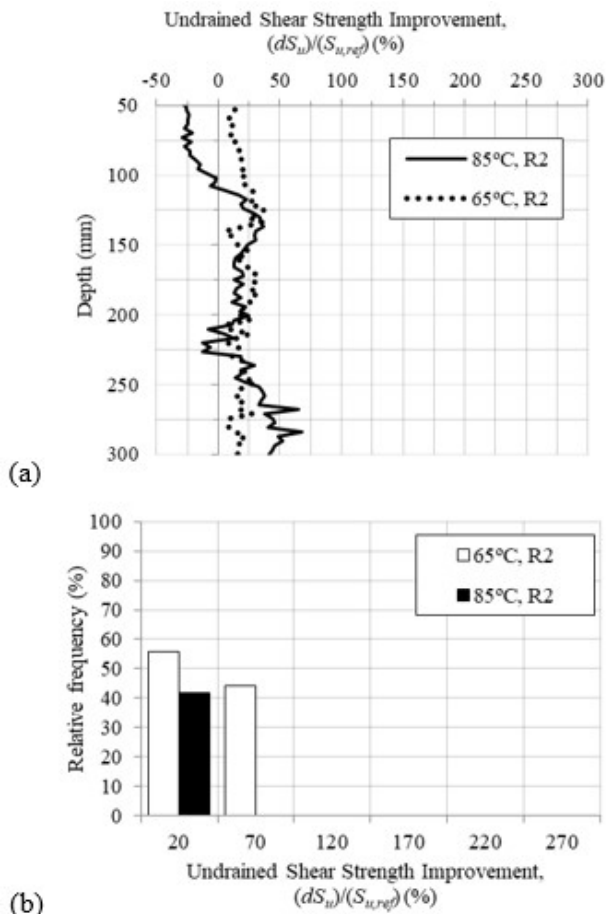 Undrained Shear Strength Improvement,
(dSu)/(Su,ref) (%)
-50 0 50 100 150 200 250 300
50
100
150
200
250
300
Depth (mm)
85°C, R2
65°C, R2
(a)
100
90
80
70
60
50
40
30
20
10
0
Relative frequency (%)
65°C, R2
85°C, R2
20 70 120 170 220 270
Undrained Shear Strength Improvement,
(dSu)/(Su,ref) (%)
(b)